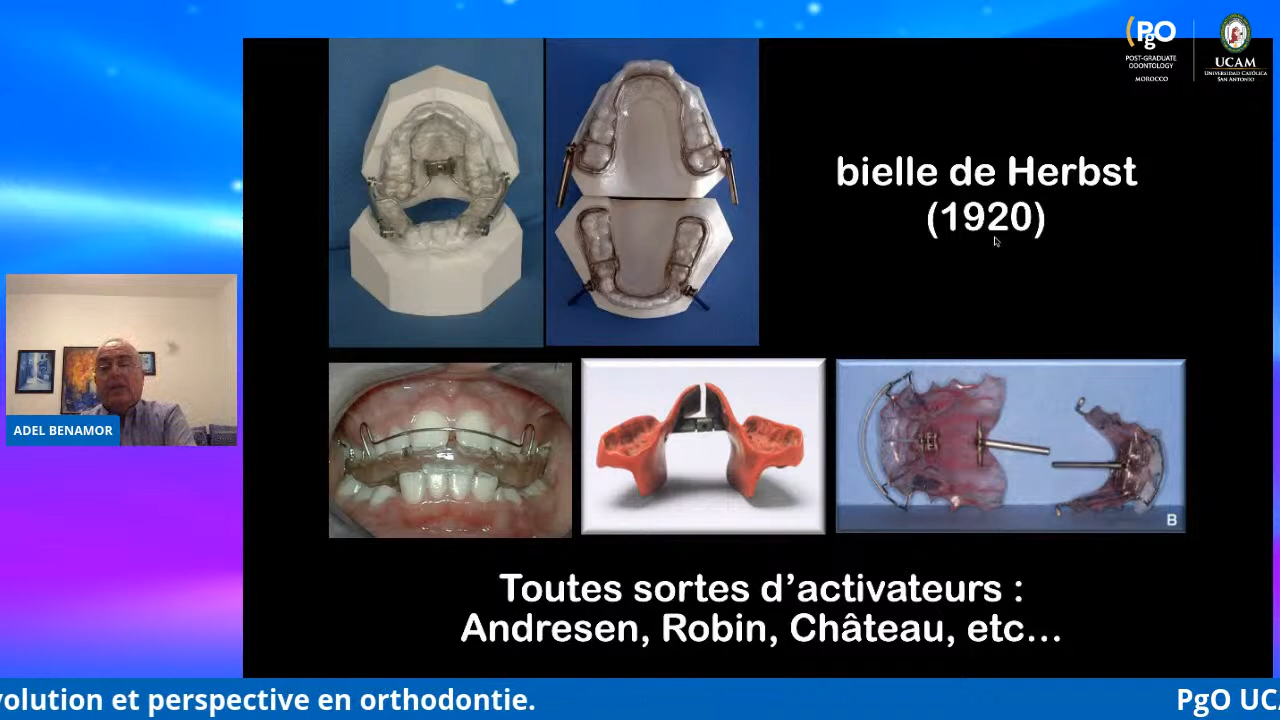 PgO
POST-GRADUATE
ODONTOLOGY
MOROCCO
UCAM
UNIVERSIDAD CATÓLICA
SAN ANTONIO
bielle de Herbst
(1920)
ADEL BENAMOR
B
Toutes sortes d’activateurs :
Andresen, Robin, Château, etc...
volution et perspective en orthodontie.
PgO UCA